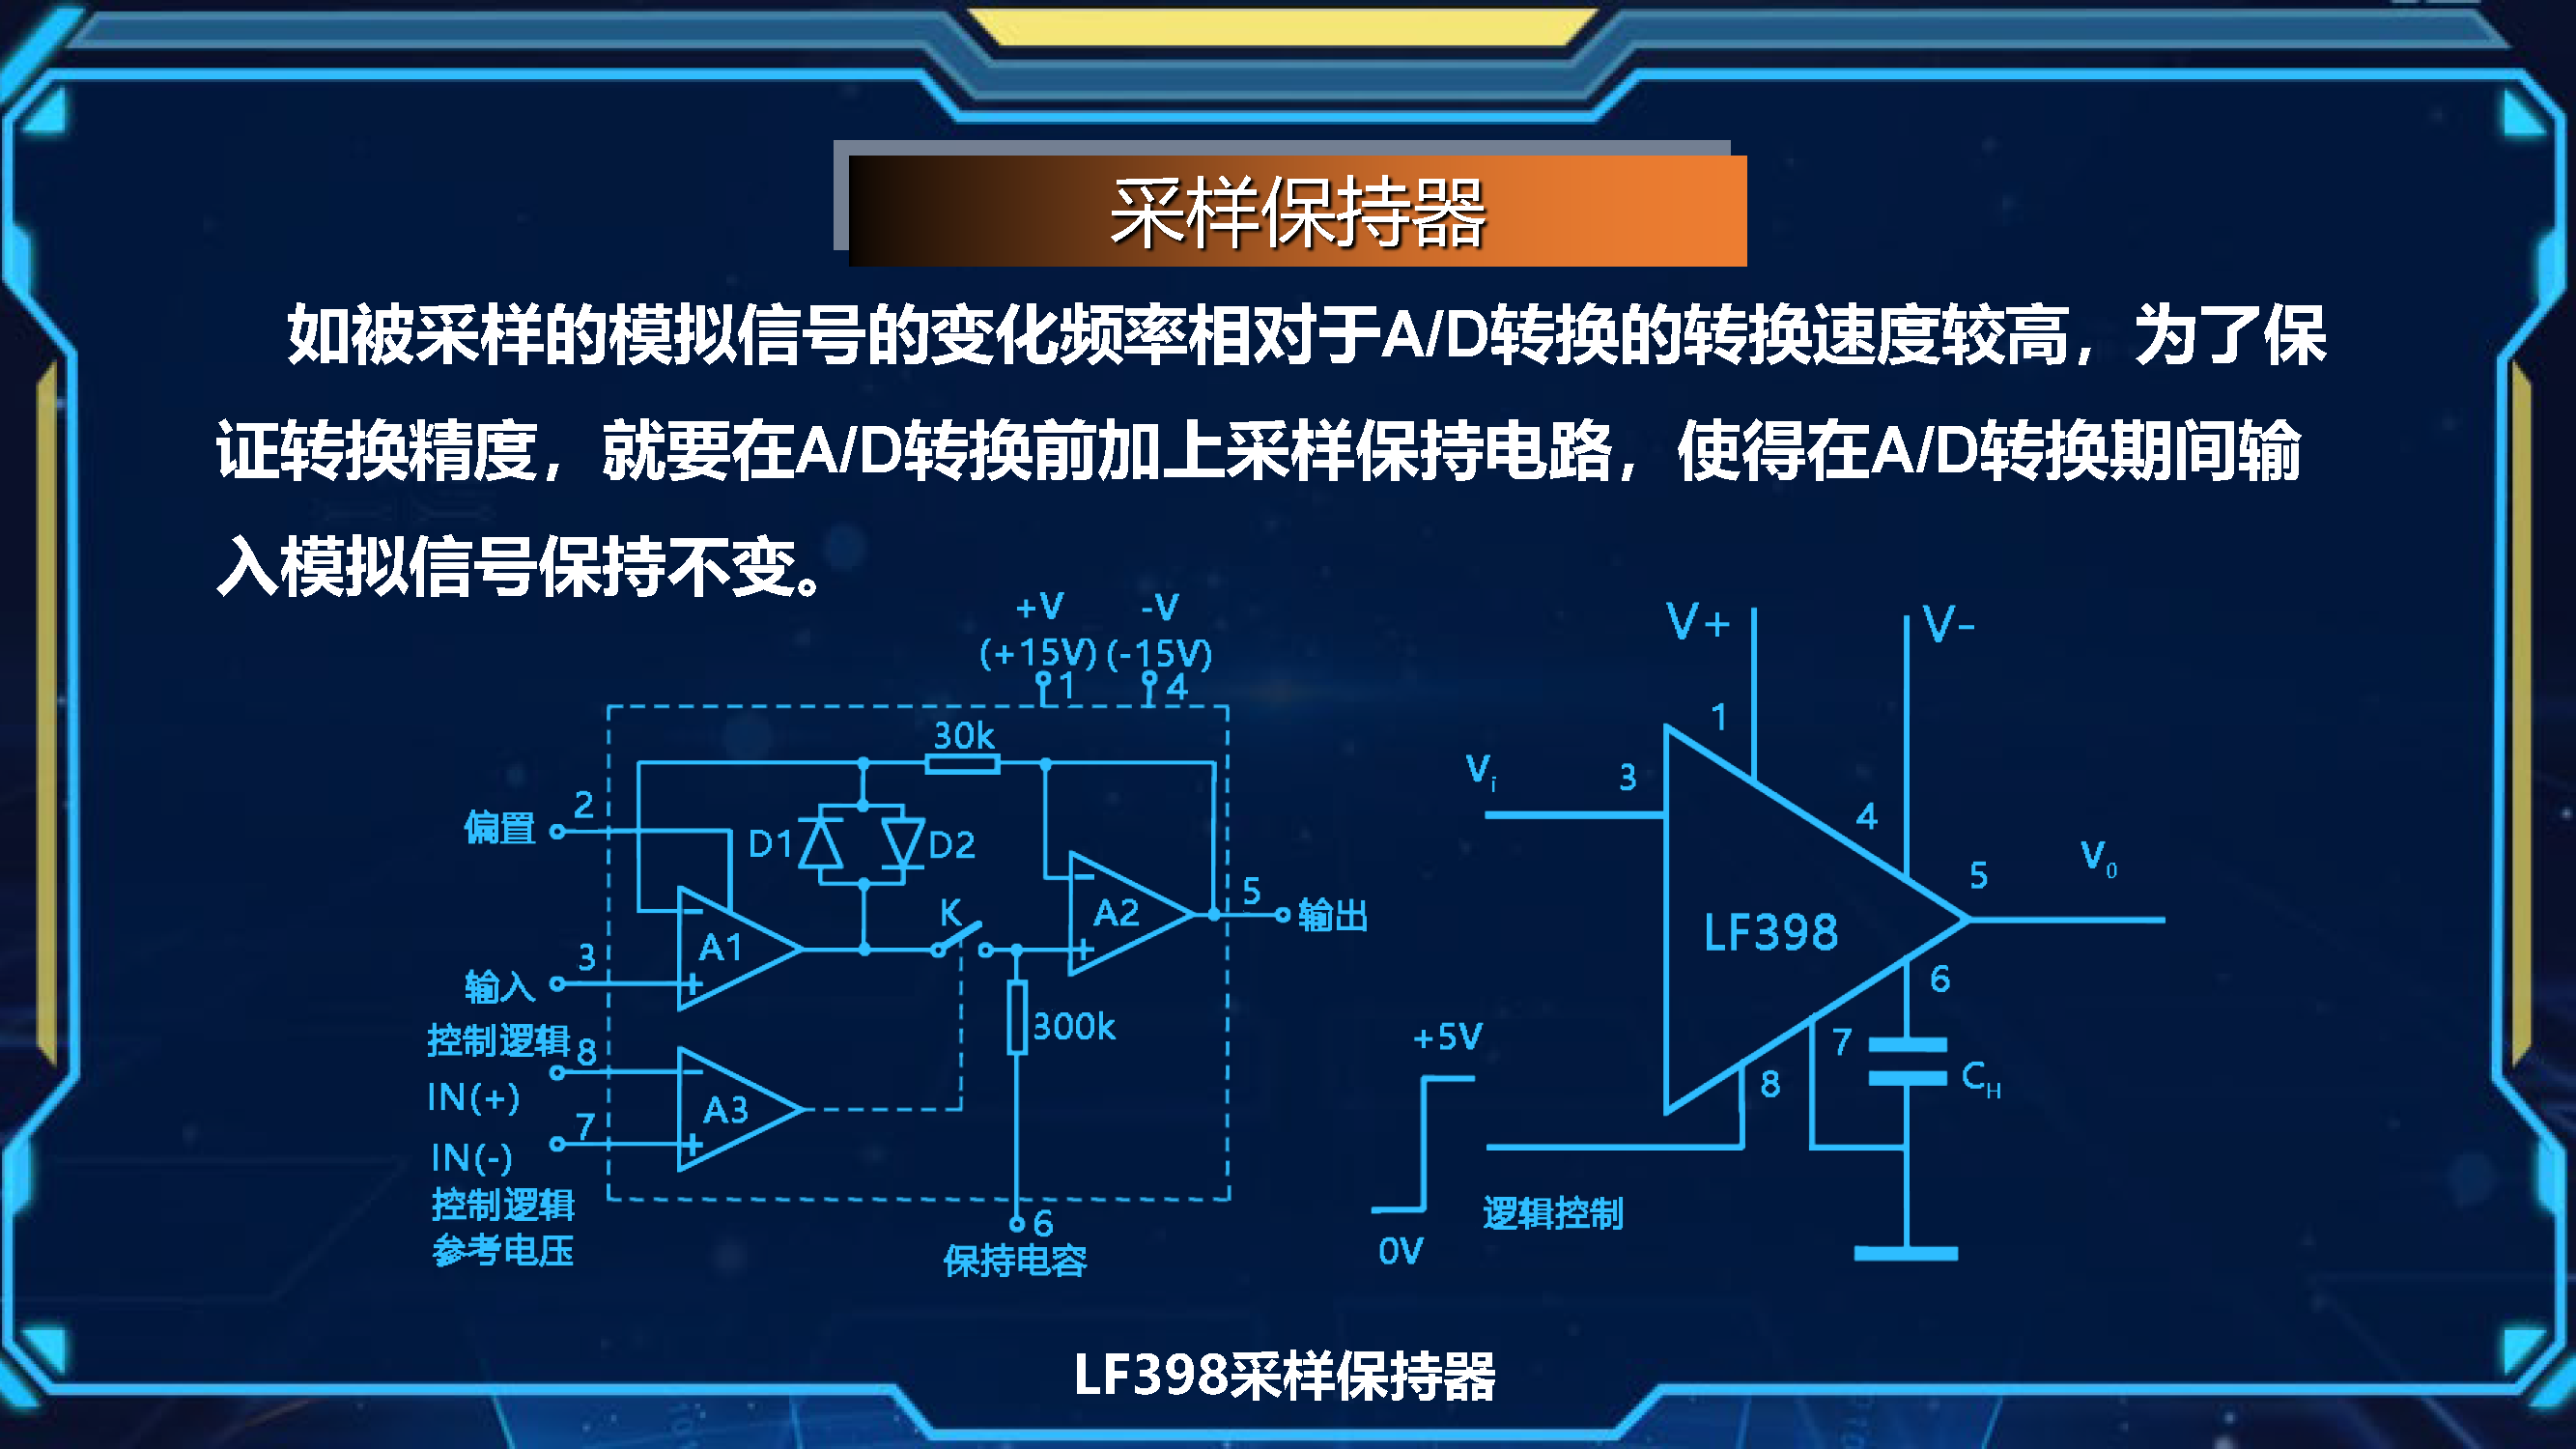 采样保持器
如被采样的模拟信号的变化频率相对于A/D转换的转换速度较高，为了保
证转换精度，就要在A/D转换前加上采样保持电路，使得在A/D转换期间输
入模拟信号保持不变。
+V -V
(+15V) (-15V)
1 4
30k
偏置 2
D1 D2
K
A1
A2
5 输出
输入 3
控制逻辑 8
IN(+)
A3
300k
7
IN(-)
控制逻辑
参考电压
6
保持电容
V+ V-
1
Vi 3
4
5 V0
LF398
6
7
8
CH
+5V
0V
逻辑控制
LF398采样保持器